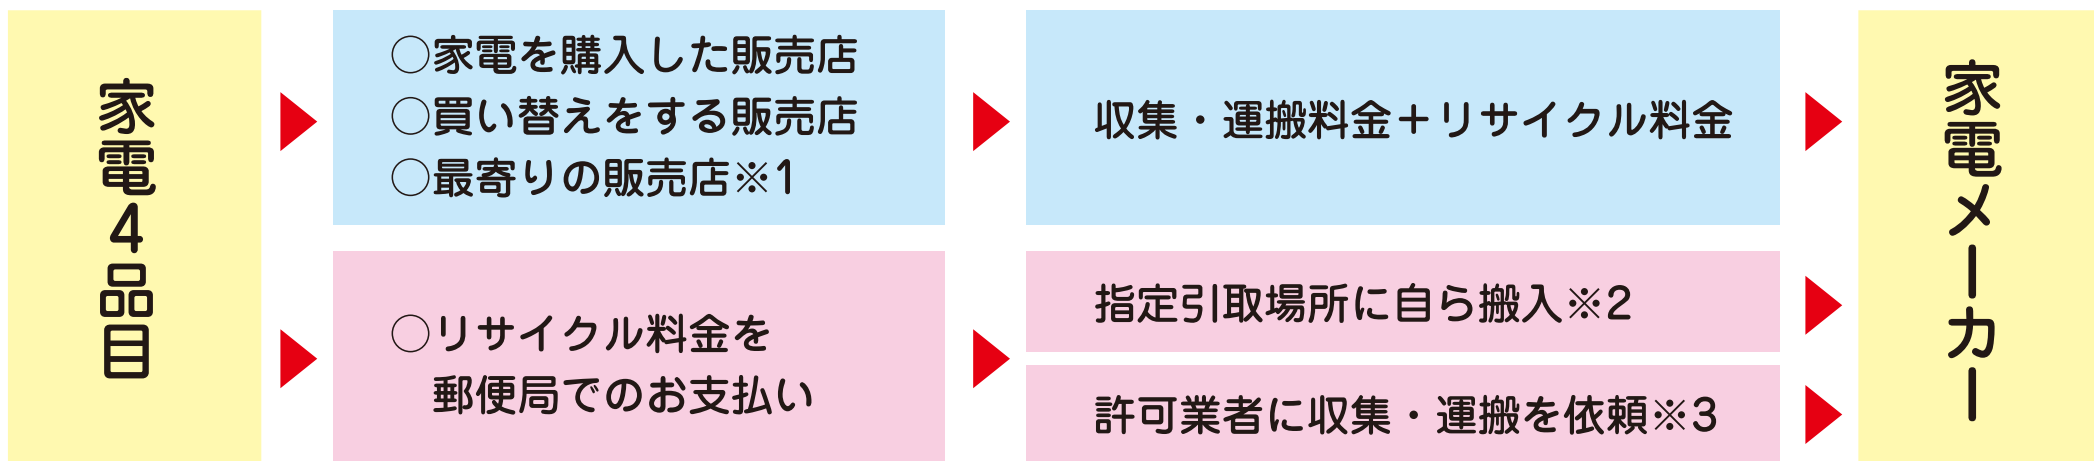 家電4品目
○家電を購入した販売店
○買い替えをする販売店
○最寄りの販売店※1
収集・運搬料金＋リサイクル料金
○リサイクル料金を
郵便局でのお支払い
指定引取場所に自ら搬入※2
許可業者に収集・運搬を依頼※3
家電メーカー